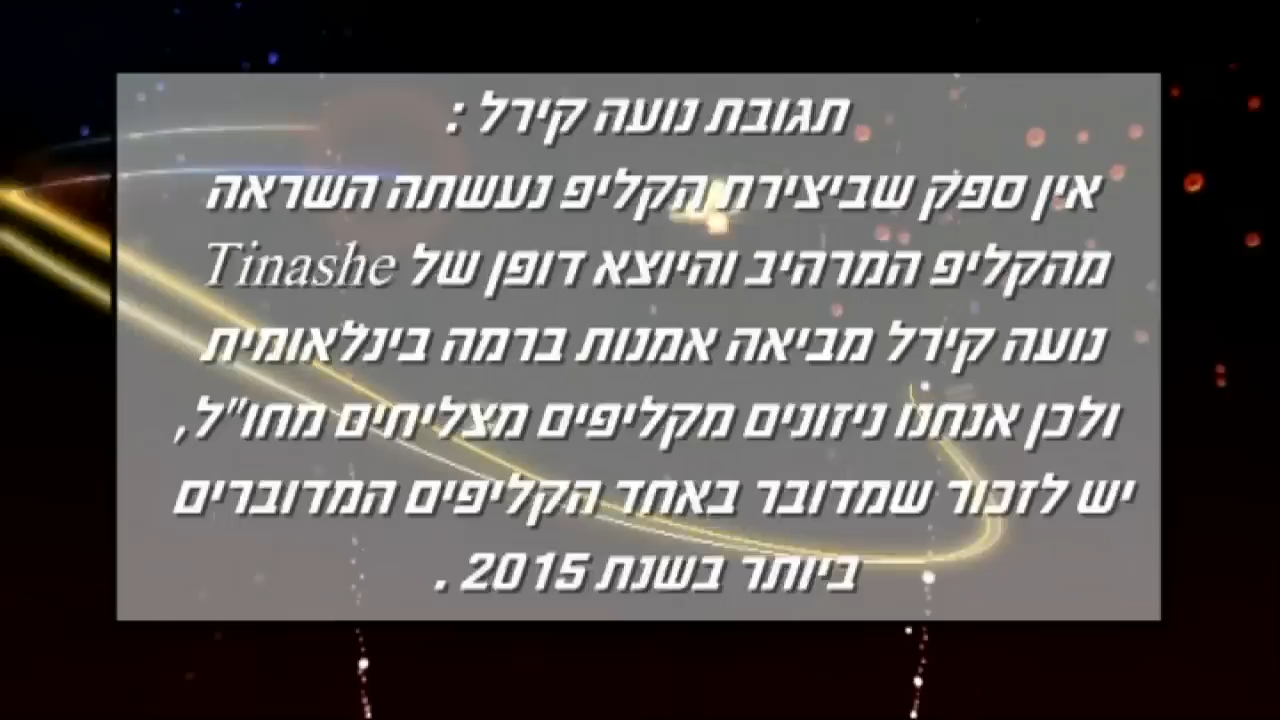 תגובת נועה קירל :
אין ספק שביצירת הקליפ נעשתה השראה
מהקליפ המרהיב והיוצא דופן של Tinashe
נועה קירל מביאה אמנות ברמה בינלאומית
ולכן אנחנו ניזונים מקליפים מצליחים מחו"ל,
יש לזכור שמדובר באחד הקליפים המדוברים
ביותר בשנת 2015 .